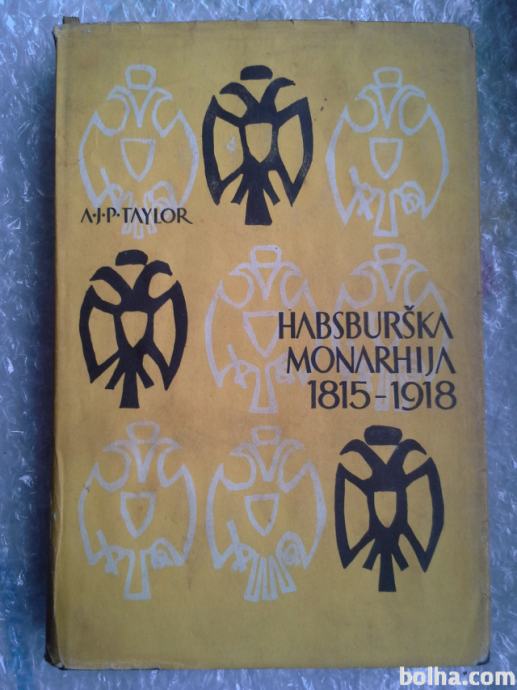 A·J·P·TAYLOR
HABSBURŠKA
MONARHIJA
1815-1918
bolha.com